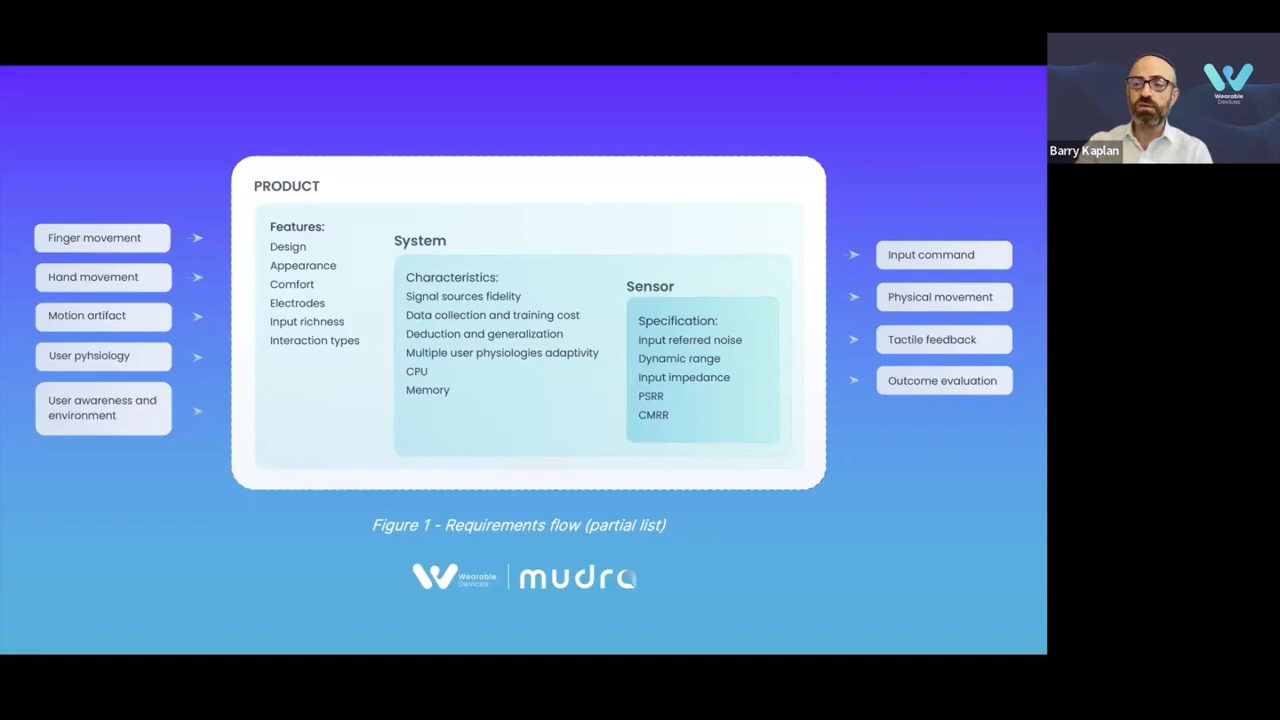 Finger movement
Hand movement
Motion artifact
User pyhsiology
User awareness and
environment
PRODUCT
Features:
Design
Appearance
Comfort
Electrodes
Input richness
Interaction types
System
Characteristics:
Signal sources fidelity
Data collection and training cost
Deduction and generalization
Multiple user physiologies adaptivity
CPU
Memory
Sensor
Specification:
Input referred noise
Dynamic range
Input impedance
PSRR
CMRR
Input command
Physical movement
Tactile feedback
Outcome evaluation
Figure 1 - Requirements flow (partial list)
Wearable
Devices
mudra
Wearable
Devices
Barry Kaplan